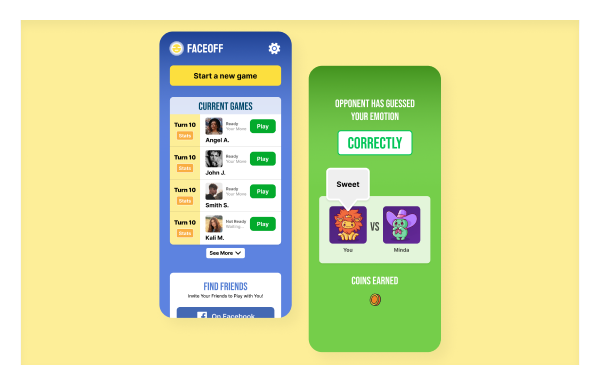 FACEOFF
Start a new game
CURRENT GAMES
Turn 10
Stats
Ready
Your Move
Angel A.
Play
Turn 10
Stats
Ready
Your Move
John J.
Play
Turn 10
Stats
Ready
Your Move
Smith S.
Play
Turn 10
Stats
Not Ready
Waiting...
Kali M.
Play
See More
FIND FRIENDS
Invite Your Friends to Play with You!
On Facebook
OPPONENT HAS GUESSED
YOUR EMOTION
CORRECTLY
Sweet
VS
You
Minda
COINS EARNED